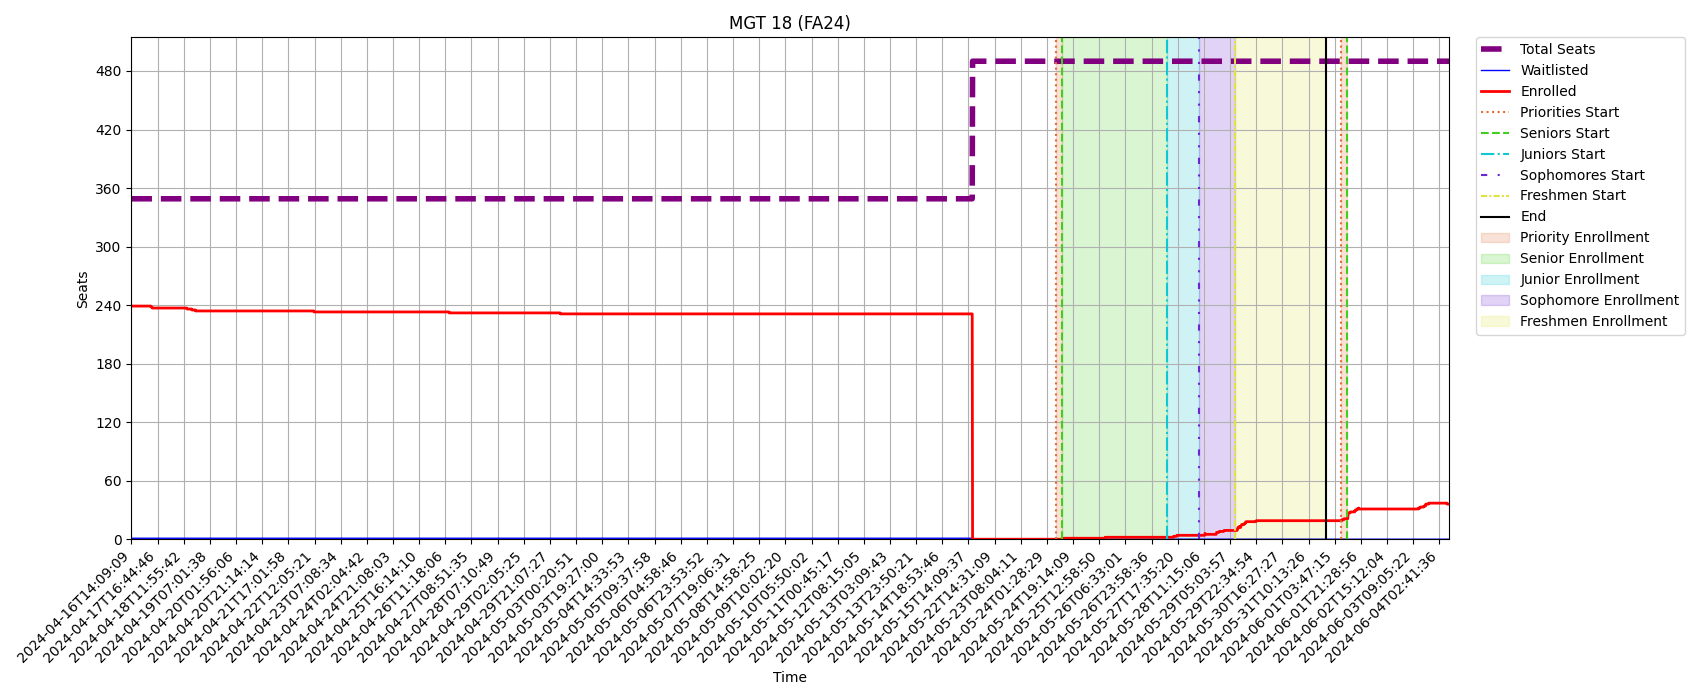 MGT 18 (FA24)
Seats
480
420
360
300
240
180
120
60
0
2024-04-16T14:09:09
2024-04-17T16:44:46
2024-04-18T11:55:42
2024-04-19T07:01:38
2024-04-20T01:56:06
2024-04-20T21:14:14
2024-04-21T17:01:58
2024-04-22T12:05:21
2024-04-23T07:08:34
2024-04-24T02:04:42
2024-04-24T21:08:03
2024-04-25T16:14:10
2024-04-26T11:18:06
2024-04-27T08:51:35
2024-04-28T07:10:49
2024-04-29T02:05:25
2024-04-29T21:07:27
2024-05-03T00:20:51
2024-05-03T19:27:00
2024-05-04T14:33:53
2024-05-05T09:37:58
2024-05-06T04:58:46
2024-05-06T23:53:52
2024-05-07T19:06:31
2024-05-08T14:58:25
2024-05-09T10:02:20
2024-05-10T05:50:02
2024-05-11T00:45:17
2024-05-12T08:15:05
2024-05-13T03:09:43
2024-05-13T23:50:21
2024-05-14T18:53:46
2024-05-15T14:09:37
2024-05-22T14:31:09
2024-05-23T08:04:11
2024-05-24T01:28:29
2024-05-24T19:14:09
2024-05-25T12:58:50
2024-05-26T06:33:01
2024-05-26T23:58:36
2024-05-27T17:35:20
2024-05-28T11:15:06
2024-05-29T05:03:57
2024-05-29T22:34:54
2024-05-30T16:27:27
2024-05-31T10:13:26
2024-06-01T03:47:15
2024-06-01T21:28:56
2024-06-02T15:12:04
2024-06-03T09:05:22
2024-06-04T02:41:36
Time
Total Seats
Waitlisted
Enrolled
Priorities Start
Seniors Start
Juniors Start
Sophomores Start
Freshmen Start
End
Priority Enrollment
Senior Enrollment
Junior Enrollment
Sophomore Enrollment
Freshmen Enrollment